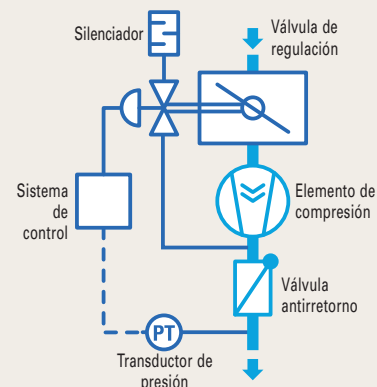 Silenciador
Válvula de
regulación
Sistema
de
control
Elemento de
compresión
Válvula
antirretorno
PT
Transductor de
presión